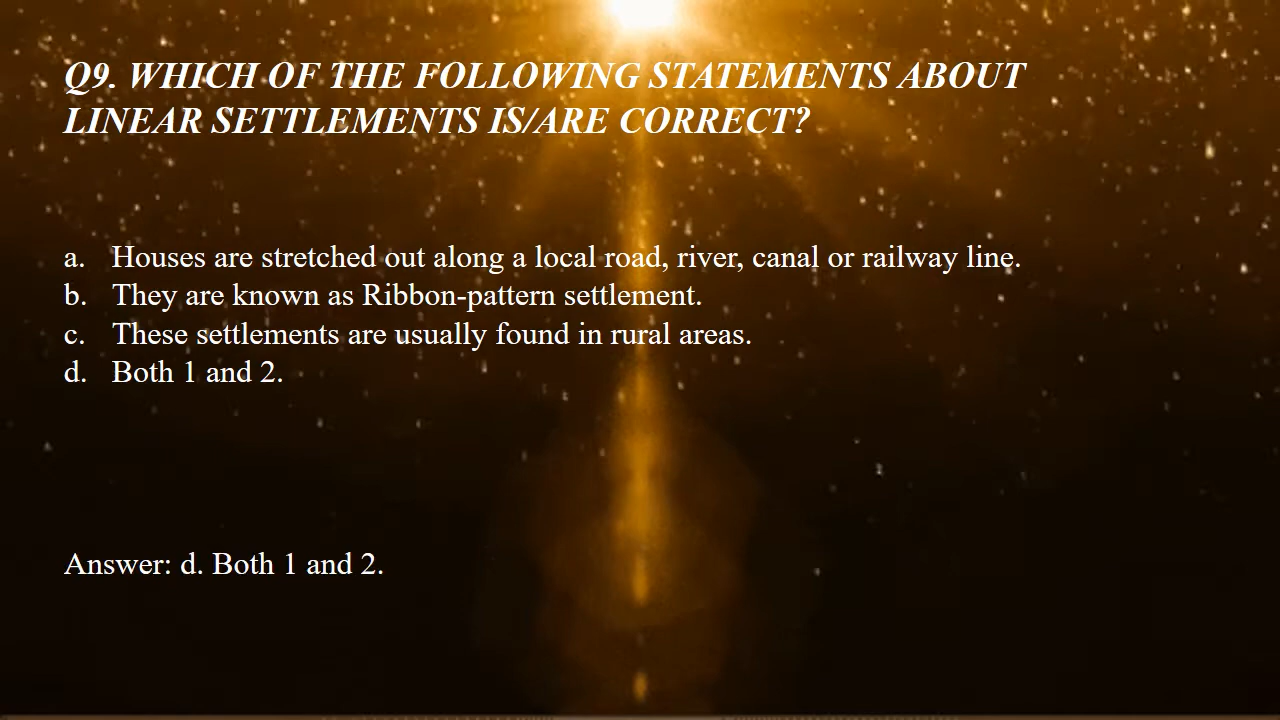 Q9. WHICH OF THE FOLLOWING STATEMENTS ABOUT
LINEAR SETTLEMENTS IS/ARE CORRECT?
a. Houses are stretched out along a local road, river, canal or railway line.
b. They are known as Ribbon-pattern settlement.
c. These settlements are usually found in rural areas.
d. Both 1 and 2.
Answer: d. Both 1 and 2.